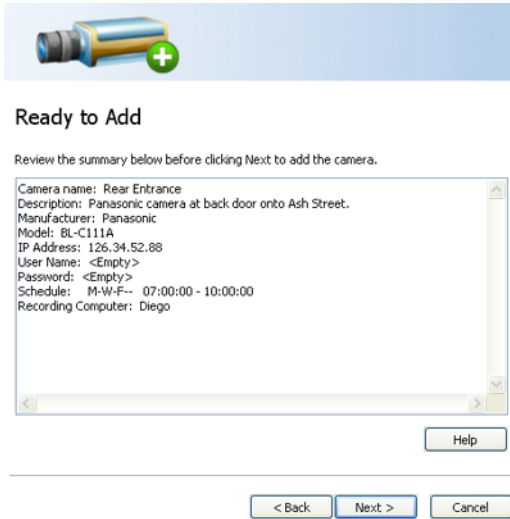 Ready to Add
Review the summary below before clicking Next to add the camera.
Camera name: Rear Entrance
Description: Panasonic camera at back door onto Ash Street.
Manufacturer: Panasonic
Model: BL-C111A
IP Address: 126.34.52.88
User Name: <Empty>
Password: <Empty>
Schedule: M-W-F-- 07:00:00 - 10:00:00
Recording Computer: Diego
Help
< Back Next > Cancel